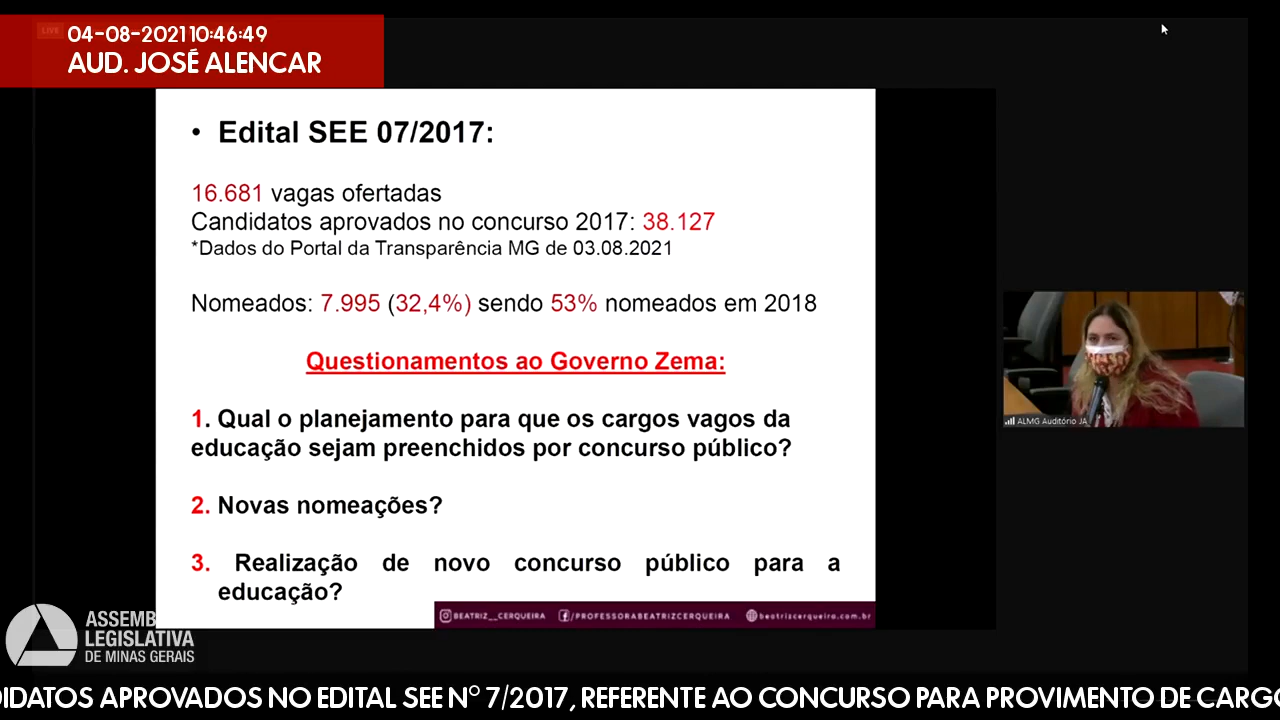 LIVE
04-08-2021 10:46:49
AUD. JOSÉ ALENCAR
• Edital SEE 07/2017:
16.681 vagas ofertadas
Candidatos aprovados no concurso 2017: 38.127
*Dados do Portal da Transparência MG de 03.08.2021
Nomeados: 7.995 (32,4%) sendo 53% nomeados em 2018
Questionamentos ao Governo Zema:
1. Qual o planejamento para que os cargos vagos da
educação sejam preenchidos por concurso público?
2. Novas nomeações?
3. Realização de novo concurso público para a
educação?
BEATRIZ__CERQUEIRA /PROFESSORABEATRIZCERQUEIRA beatrizcerqueira.com.br
ALMG Auditório JA
ASSEMB
LEGISLATIVA
DE MINAS GERAIS
DIDATOS APROVADOS NO EDITAL SEE N° 7/2017, REFERENTE AO CONCURSO PARA PROVIMENTO DE CARGO